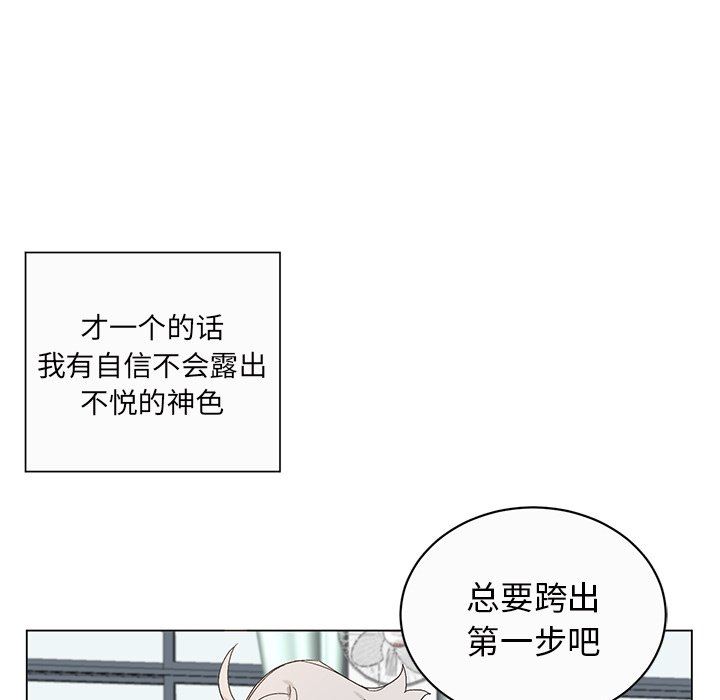 才一个的话
我有自信不会露出
不悦的神色
总要跨出
第一步吧